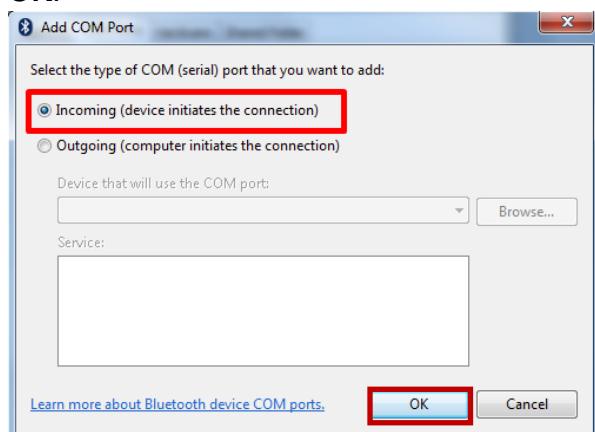 OK.
Add COM Port
Select the type of COM (serial) port that you want to add:
Incoming (device initiates the connection)
Outgoing (computer initiates the connection)
Device that will use the COM port:
Browse...
Service:
Learn more about Bluetooth device COM ports.
OK
Cancel